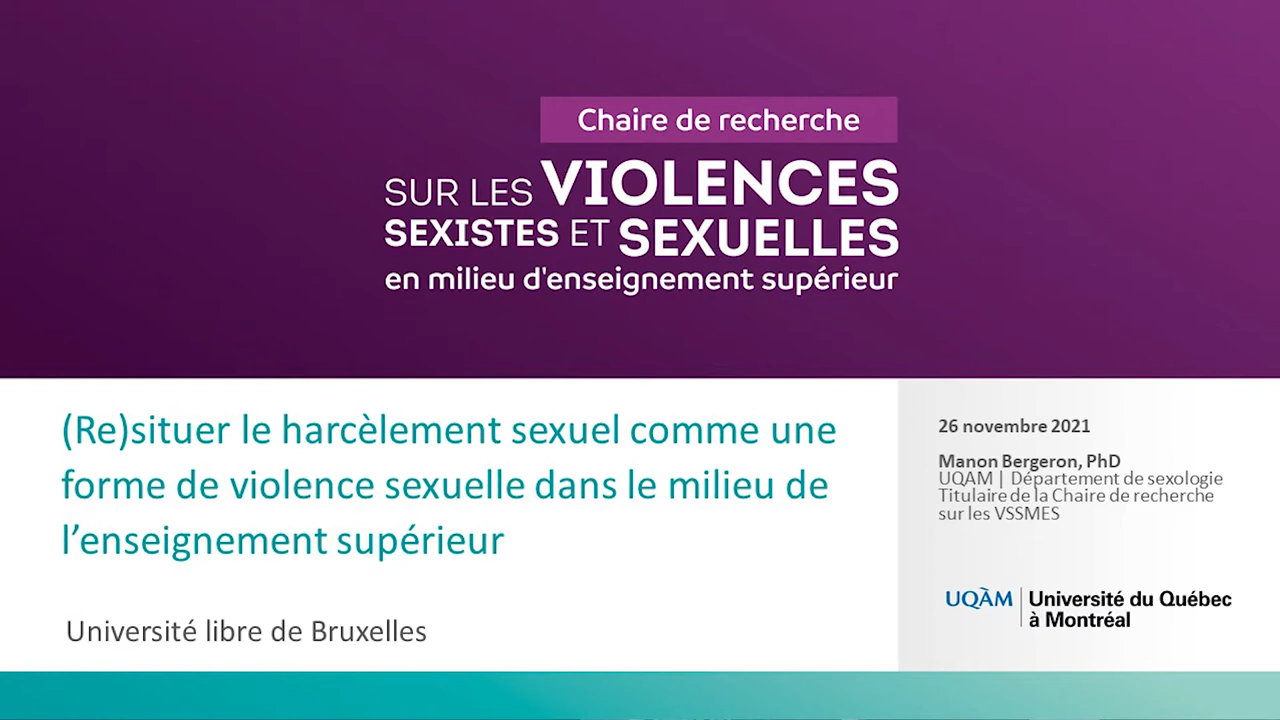 Chaire de recherche
SUR LES VIOLENCES
SEXISTES ET SEXUELLES
en milieu d'enseignement supérieur
(Re)situer le harcèlement sexuel comme une
forme de violence sexuelle dans le milieu de
l’enseignement supérieur
Université libre de Bruxelles
26 novembre 2021
Manon Bergeron, PhD
UQAM | Département de sexologie
Titulaire de la Chaire de recherche
sur les VSSMES
UQÀM | Université du Québec
à Montréal